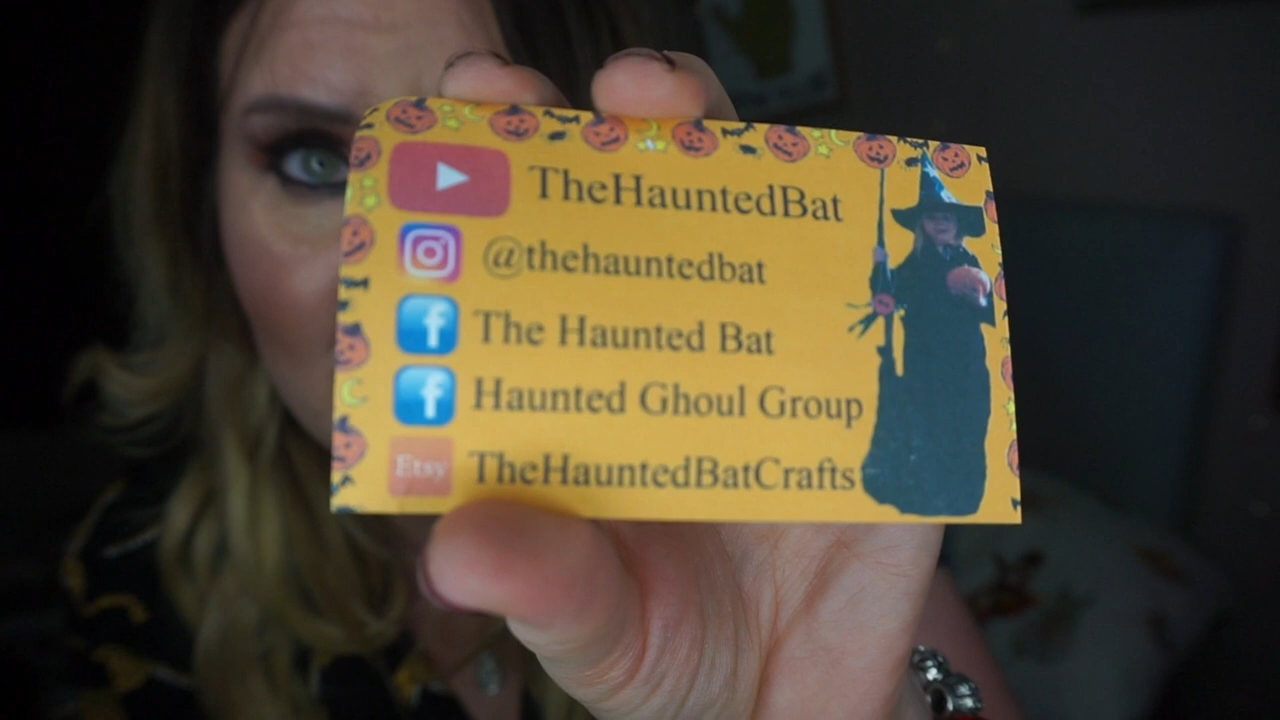 TheHauntedBat
@thehauntedbat
The Haunted Bat
Haunted Ghoul Group
Etsy TheHauntedBatCrafts